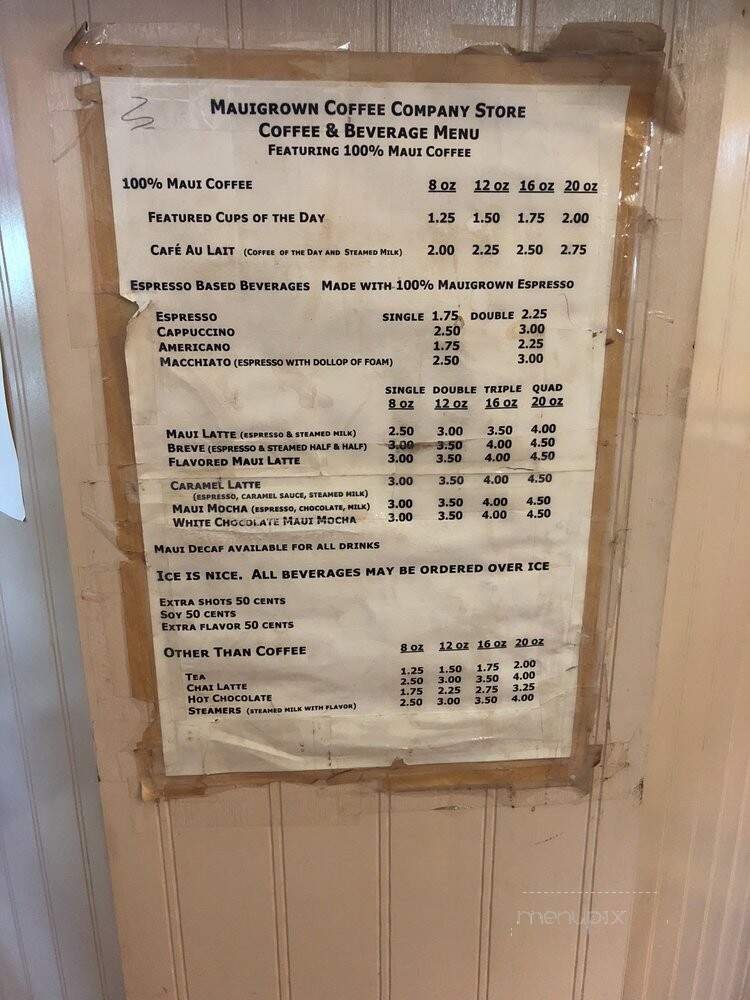 MAUIGROWN COFFEE COMPANY STORE
COFFEE & BEVERAGE MENU
FEATURING 100% MAUI COFFEE
100% MAUI COFFEE 8 oz 12 oz 16 oz 20 oz
FEATURED CUPS OF THE DAY 1.25 1.50 1.75 2.00
CAFÉ AU LAIT (COFFEE OF THE DAY AND STEAMED MILK) 2.00 2.25 2.50 2.75
ESPRESSO BASED BEVERAGES MADE WITH 100% MAUIGROWN ESPRESSO
ESPRESSO SINGLE 1.75 DOUBLE 2.25
CAPPUCCINO 2.50 3.00
AMERICANO 1.75 2.25
MACCHIATO (ESPRESSO WITH DOLLOP OF FOAM) 2.50 3.00
SINGLE DOUBLE TRIPLE QUAD
8 oz 12 oz 16 oz 20 oz
MAUI LATTE (ESPRESSO & STEAMED MILK) 2.50 3.00 3.50 4.00
BREVE (ESPRESSO & STEAMED HALF & HALF) 3.00 3.50 4.00 4.50
FLAVORED MAUI LATTE 3.00 3.50 4.00 4.50
CARAMEL LATTE 3.00 3.50 4.00 4.50
(ESPRESSO, CARAMEL SAUCE, STEAMED MILK)
MAUI MOCHA (ESPRESSO, CHOCOLATE, MILK) 3.00 3.50 4.00 4.50
WHITE CHOCOLATE MAUI MOCHA 3.00 3.50 4.00 4.50
MAUI DECAF AVAILABLE FOR ALL DRINKS
ICE IS NICE. ALL BEVERAGES MAY BE ORDERED OVER ICE
EXTRA SHOTS 50 CENTS
SOY 50 CENTS
EXTRA FLAVOR 50 CENTS
OTHER THAN COFFEE 8 oz 12 oz 16 oz 20 oz
TEA 1.25 1.50 1.75 2.00
CHAI LATTE 2.50 3.00 3.50 4.00
HOT CHOCOLATE 1.75 2.25 2.75 3.25
STEAMERS (STEAMED MILK WITH FLAVOR) 2.50 3.00 3.50 4.00
menupix